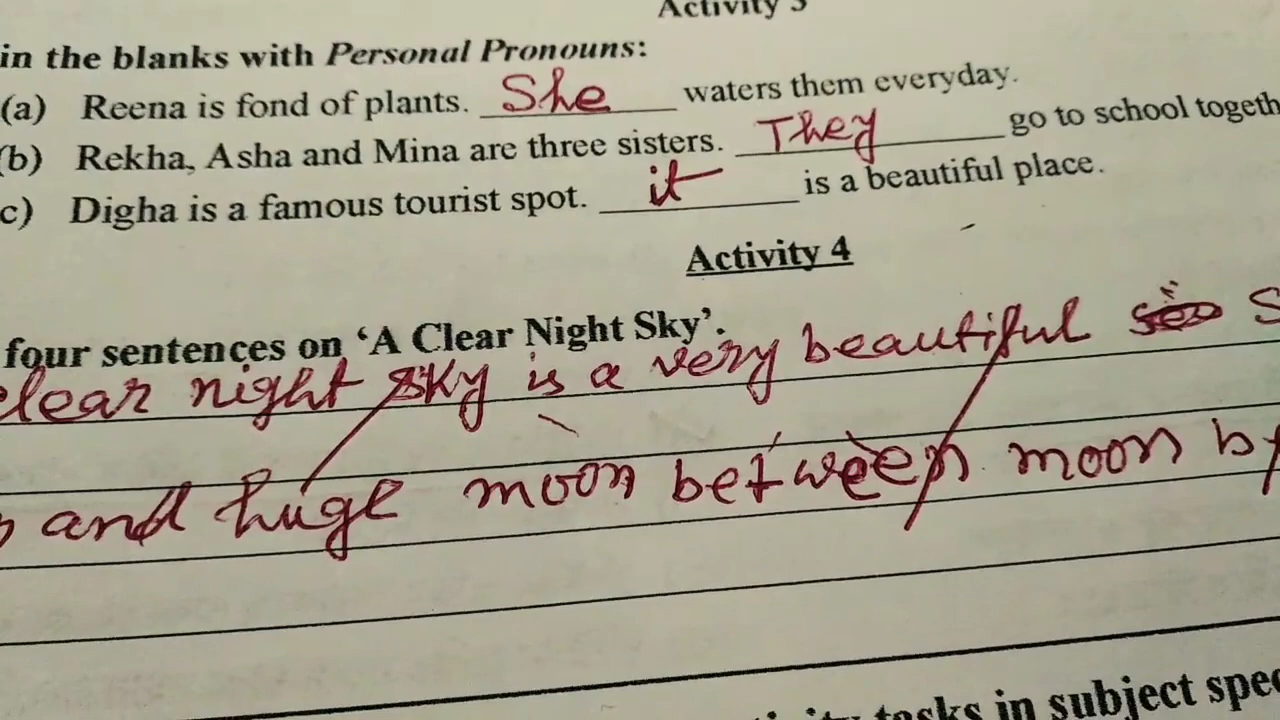 Activity 3
in the blanks with Personal Pronouns:
(a) Reena is fond of plants. She waters them everyday.
(b) Rekha, Asha and Mina are three sisters. They go to school togeth
c) Digha is a famous tourist spot. it is a beautiful place.
Activity 4
four sentences on ‘A Clear Night Sky’.
clear night sky is a very beautiful
and huge moon between moon by
tasks in subject spec